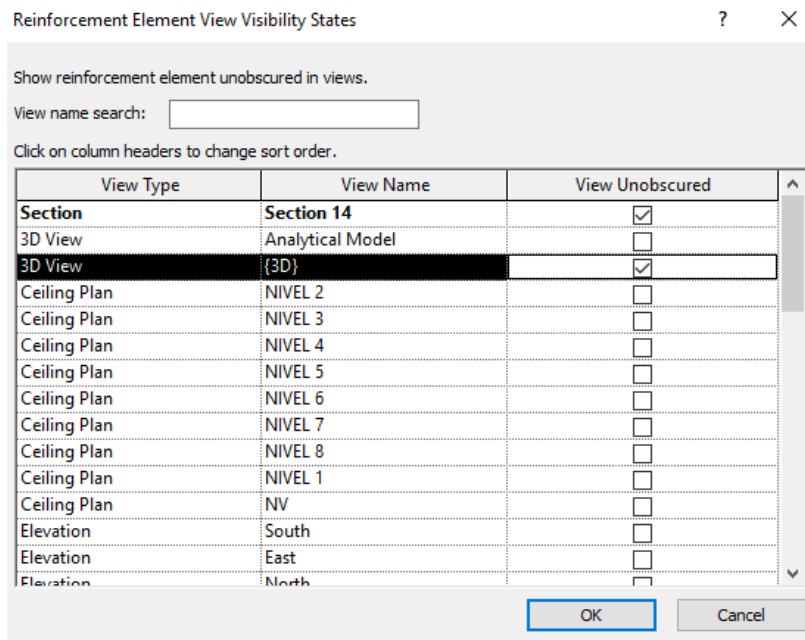 Reinforcement Element View Visibility States ? ×
Show reinforcement element unobscured in views.
View name search:
Click on column headers to change sort order.
View Type View Name View Unobscured
Section Section 14
3D View Analytical Model
3D View {3D}
Ceiling Plan NIVEL 2
Ceiling Plan NIVEL 3
Ceiling Plan NIVEL 4
Ceiling Plan NIVEL 5
Ceiling Plan NIVEL 6
Ceiling Plan NIVEL 7
Ceiling Plan NIVEL 8
Ceiling Plan NIVEL 1
Ceiling Plan NV
Elevation South
Elevation East
Elevation North
OK Cancel